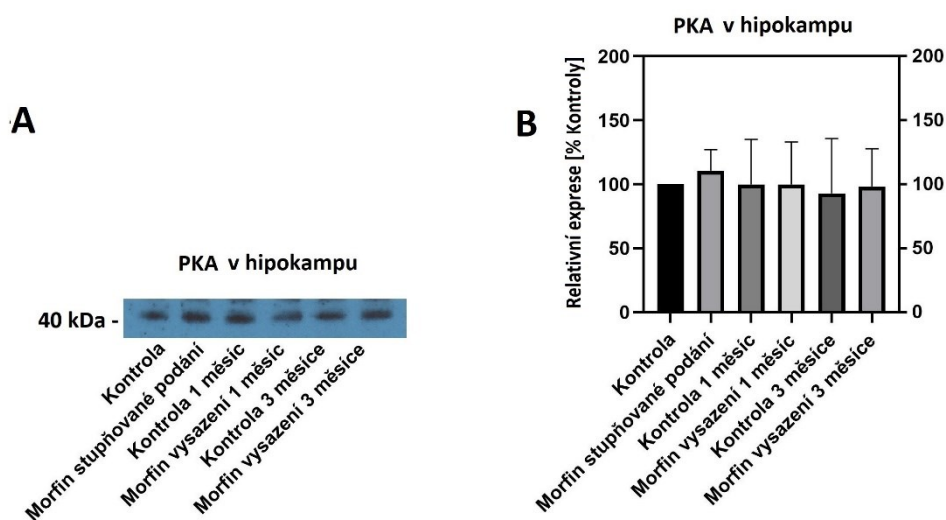 A
PKA v hipokampu
40 kDa -
Kontrola
Morfin stupňované podání
Kontrola 1 měsíc
Morfin vysazení 1 měsíc
Kontrola 3 měsíce
Morfin vysazení 3 měsíce
B
PKA v hipokampu
Relativní exprese [% Kontroly]
200
150
100
50
0
200
150
100
50
0
Kontrola
Morfin stupňované podání
Kontrola 1 měsíc
Morfin vysazení 1 měsíc
Kontrola 3 měsíce
Morfin vysazení 3 měsíce